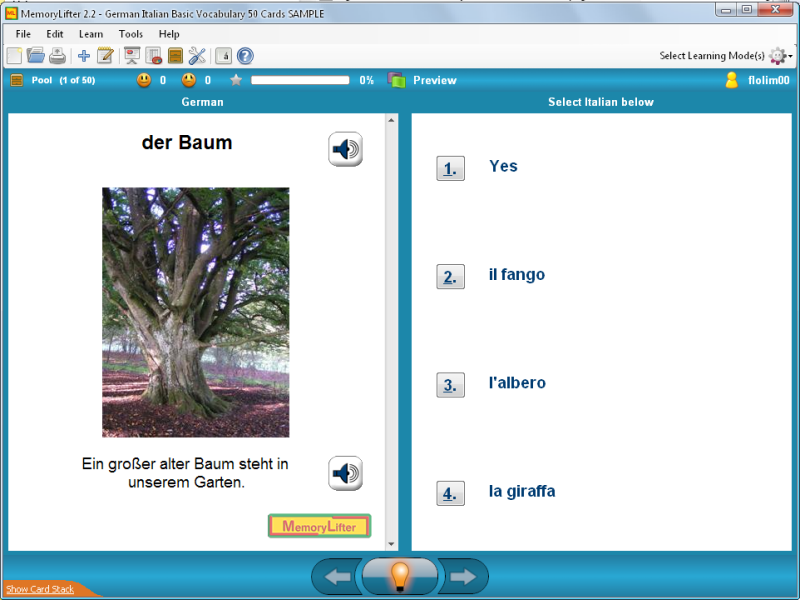 MemoryLifter 2.2 - German Italian Basic Vocabulary 50 Cards SAMPLE
File Edit Learn Tools Help
Select Learning Mode(s)
Pool (1 of 50) 0 0 0% Preview flolim00
German
Select Italian below
der Baum
Ein großer alter Baum steht in
unserem Garten.
MemoryLifter
1. Yes
2. il fango
3. l'albero
4. la giraffa
Show Card Stack